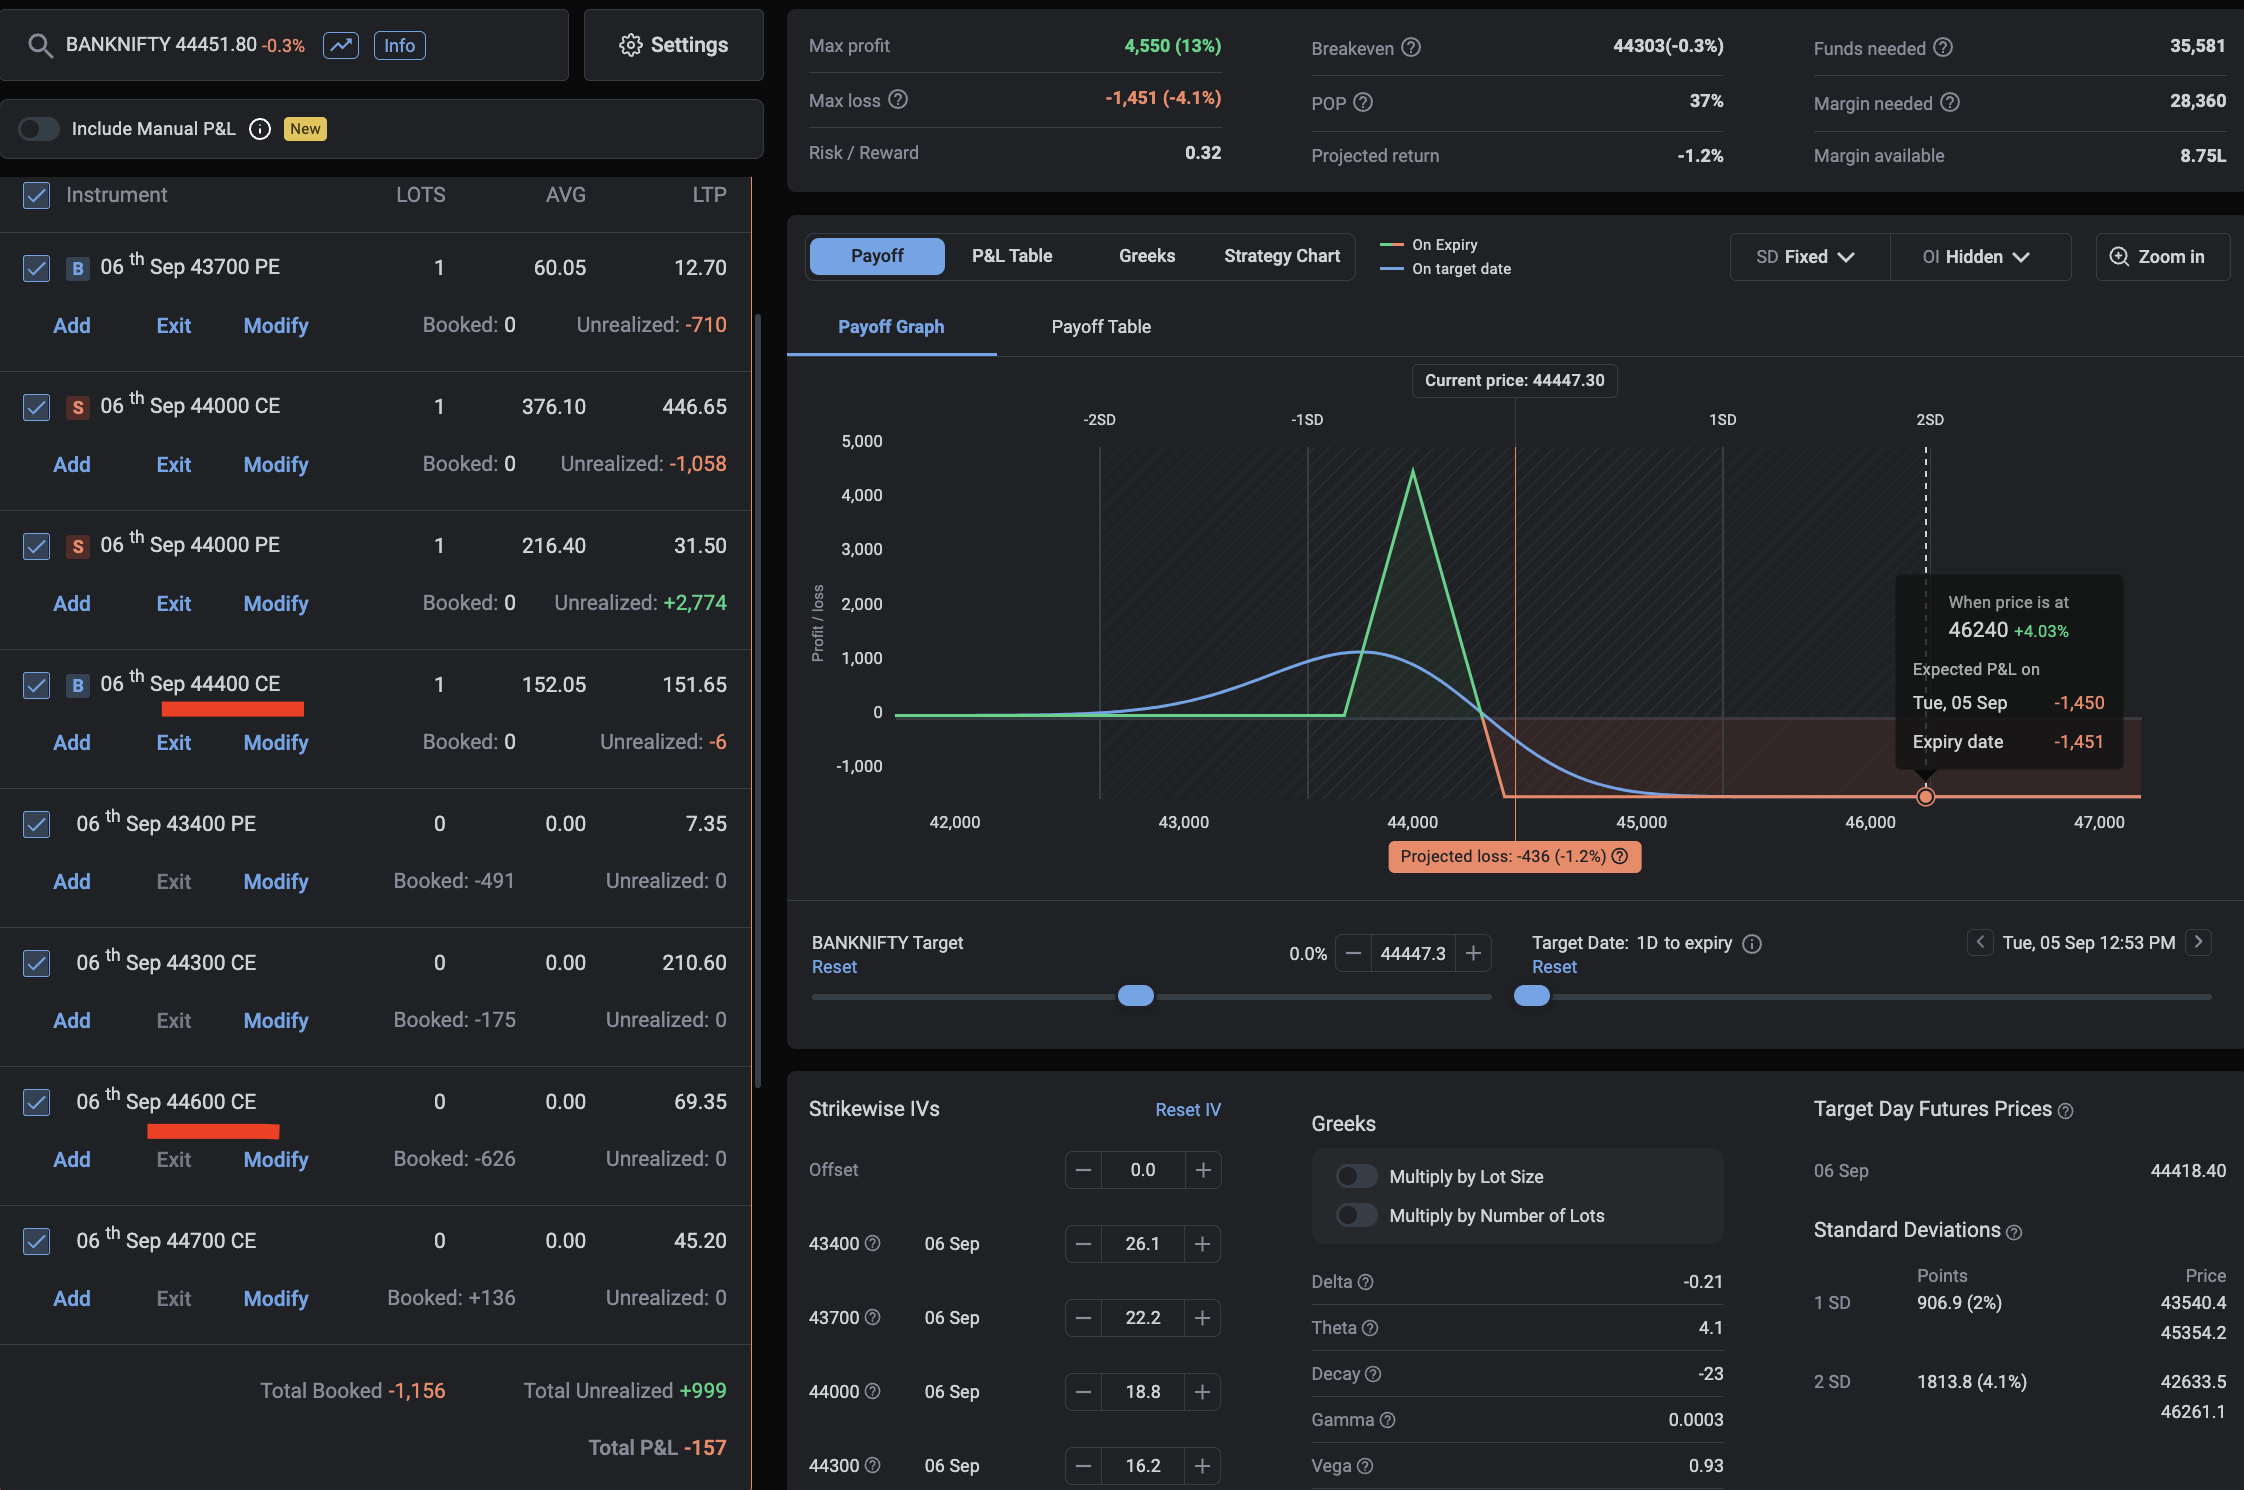 BANKNIFTY 44451.80 -0.3% Info
Settings
Include Manual P&L New
Instrument LOTS AVG LTP
B 06 th Sep 43700 PE 1 60.05 12.70
Add Exit Modify Booked: 0 Unrealized: -710
S 06 th Sep 44000 CE 1 376.10 446.65
Add Exit Modify Booked: 0 Unrealized: -1,058
S 06 th Sep 44000 PE 1 216.40 31.50
Add Exit Modify Booked: 0 Unrealized: +2,774
B 06 th Sep 44400 CE 1 152.05 151.65
Add Exit Modify Booked: 0 Unrealized: -6
06 th Sep 43400 PE 0 0.00 7.35
Add Exit Modify Booked: -491 Unrealized: 0
06 th Sep 44300 CE 0 0.00 210.60
Add Exit Modify Booked: -175 Unrealized: 0
06 th Sep 44600 CE 0 0.00 69.35
Add Exit Modify Booked: -626 Unrealized: 0
06 th Sep 44700 CE 0 0.00 45.20
Add Exit Modify Booked: +136 Unrealized: 0
Total Booked -1,156 Total Unrealized +999
Total P&L -157
Max profit 4,550 (13%)
Max loss -1,451 (-4.1%)
Risk / Reward 0.32
Breakeven 44303(-0.3%)
POP 37%
Projected return -1.2%
Funds needed 35,581
Margin needed 28,360
Margin available 8.75L
Payoff P&L Table Greeks Strategy Chart
On Expiry
On target date
SD Fixed OI Hidden Zoom in
Payoff Graph Payoff Table
Current price: 44447.30
-2SD -1SD 1SD 2SD
5,000
4,000
3,000
2,000
1,000
0
-1,000
Profit / loss
When price is at
46240 +4.03%
Expected P&L on
Tue, 05 Sep -1,450
Expiry date -1,451
42,000 43,000 44,000 45,000 46,000 47,000
Projected loss: -436 (-1.2%)
BANKNIFTY Target 0.0% 44447.3
Reset
Target Date: 1D to expiry Tue, 05 Sep 12:53 PM
Reset
Strikewise IVs Reset IV
Offset 0.0
43400 06 Sep 26.1
43700 06 Sep 22.2
44000 06 Sep 18.8
44300 06 Sep 16.2
Greeks
Multiply by Lot Size
Multiply by Number of Lots
Delta -0.21
Theta 4.1
Decay -23
Gamma 0.0003
Vega 0.93
Target Day Futures Prices
06 Sep 44418.40
Standard Deviations
Points Price
1 SD 906.9 (2%) 43540.4
45354.2
2 SD 1813.8 (4.1%) 42633.5
46261.1